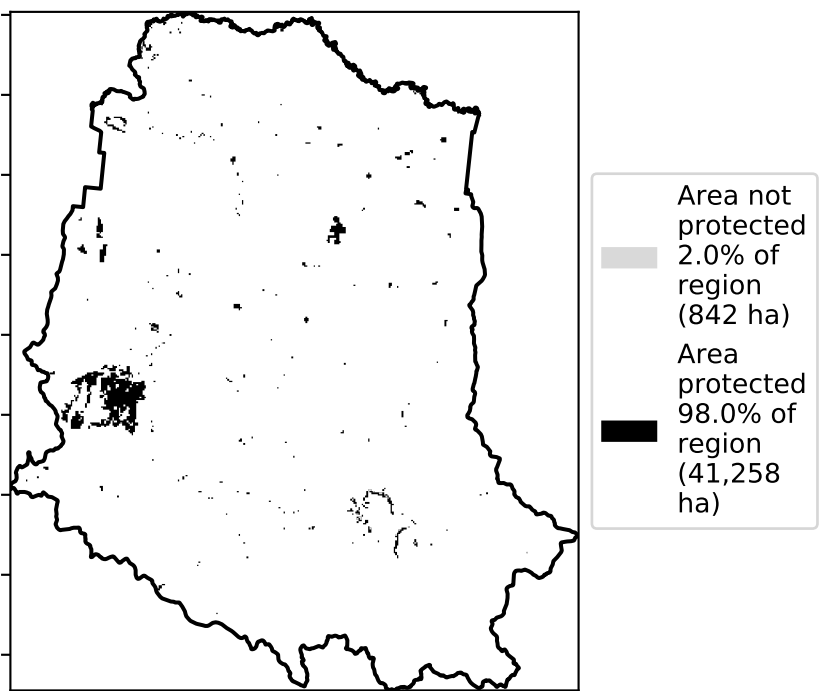 Area not
protected
2.0% of
region
(842 ha)
Area
protected
98.0% of
region
(41,258
ha)